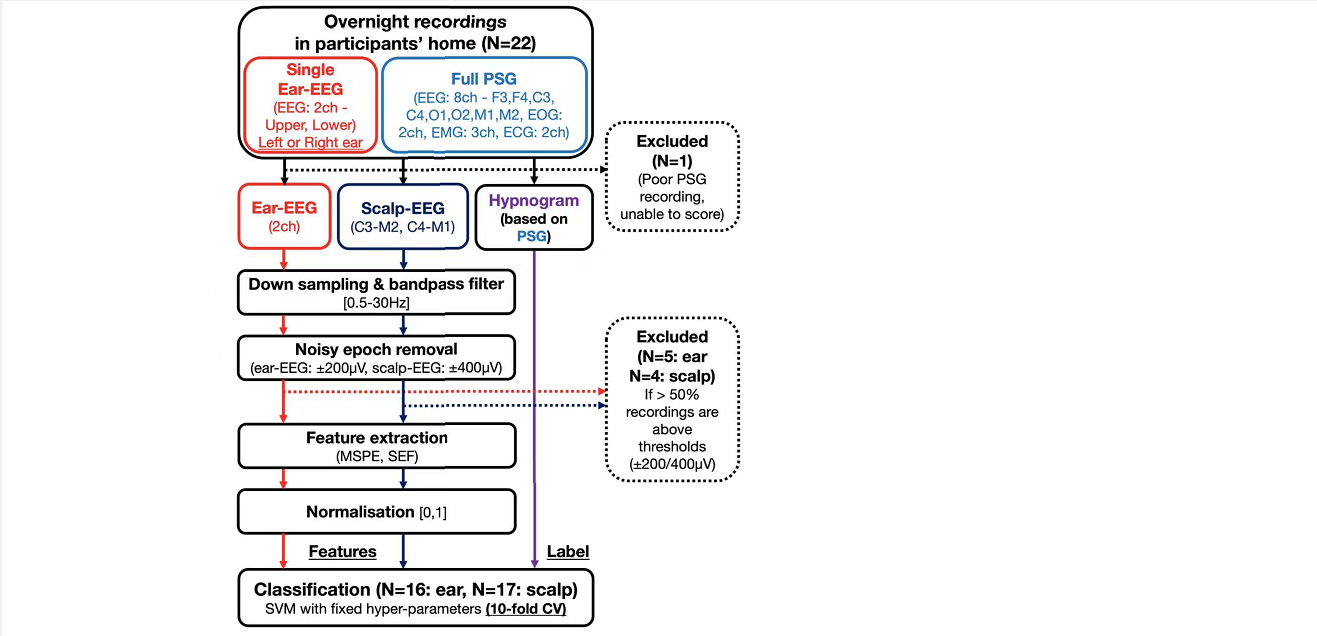 Overnight recordings
in participants' home (N=22)
Single
Ear-EEG
(EEG: 2ch -
Upper, Lower)
Left or Right ear
Full PSG
(EEG: 8ch - F3,F4,C3,
C4,O1,O2,M1,M2, EOG:
2ch, EMG: 3ch, ECG: 2ch)
Excluded
(N=1)
(Poor PSG
recording,
unable to score)
Ear-EEG
(2ch)
Scalp-EEG
(C3-M2, C4-M1)
Hypnogram
(based on
PSG)
Down sampling & bandpass filter
[0.5-30Hz]
Noisy epoch removal
(ear-EEG: ±200µV, scalp-EEG: ±400µV)
Excluded
(N=5: ear
N=4: scalp)
If > 50%
recordings are
above
thresholds
(±200/400µV)
Feature extraction
(MSPE, SEF)
Normalisation [0,1]
Features
Label
Classification (N=16: ear, N=17: scalp)
SVM with fixed hyper-parameters (10-fold CV)